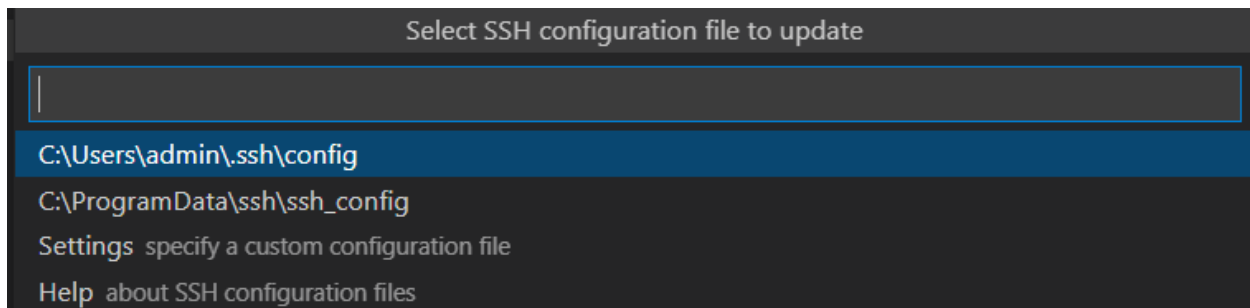 Select SSH configuration file to update
C:\Users\admin\.ssh\config
C:\ProgramData\ssh\ssh_config
Settings specify a custom configuration file
Help about SSH configuration files